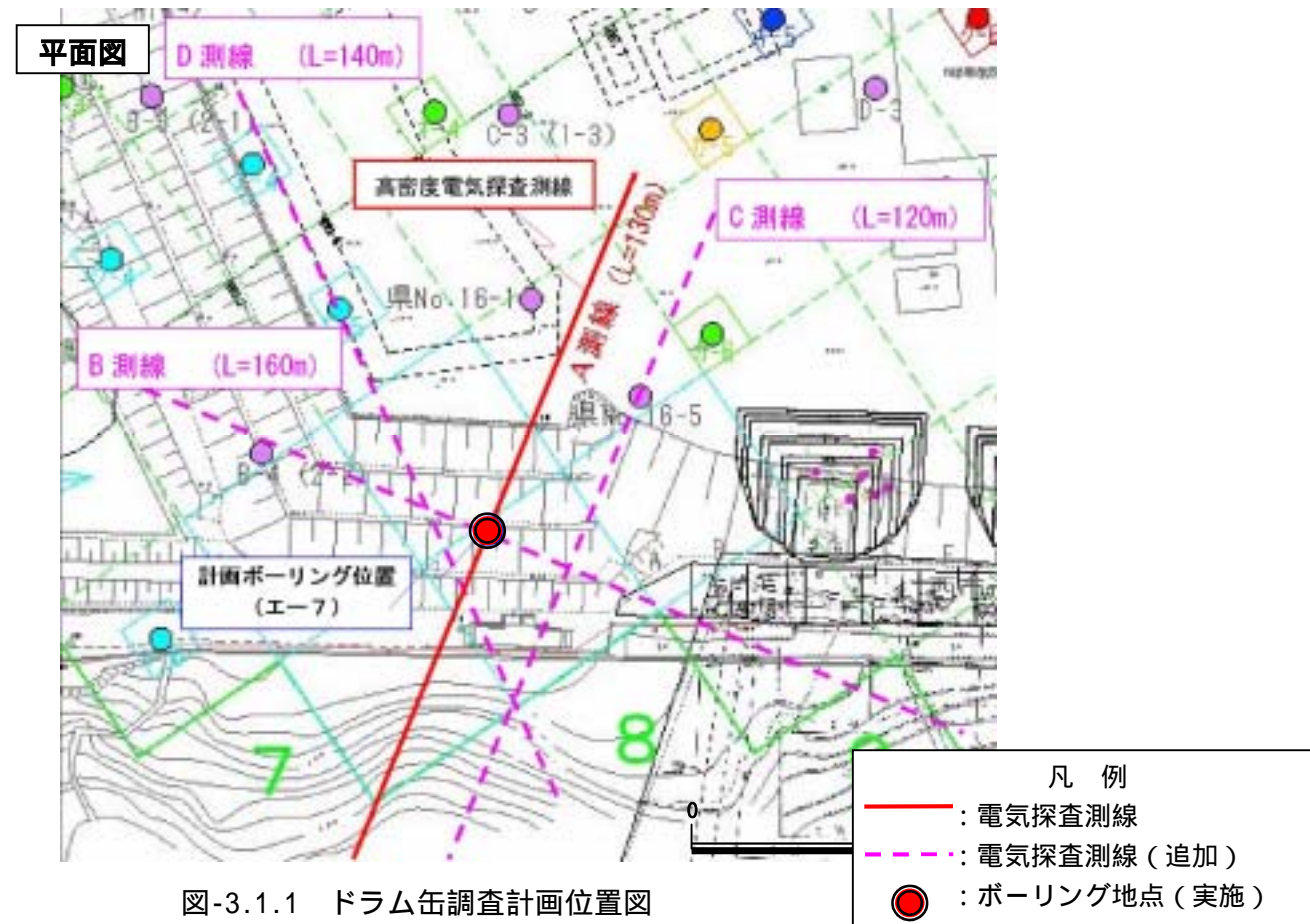 平面図
D 測線 (L=140m)
C-3 (1-3)
D-3
高密度電気探査測線
A 測線 (L=130m)
C 測線 (L=120m)
県No.16-1
B 測線 (L=160m)
県No.16-5
計画ボーリング位置
(エー7)
7
8
0
凡 例
: 電気探査測線
: 電気探査測線 ( 追加 )
: ボーリング地点 ( 実施 )
図-3.1.1 ドラム缶調査計画位置図